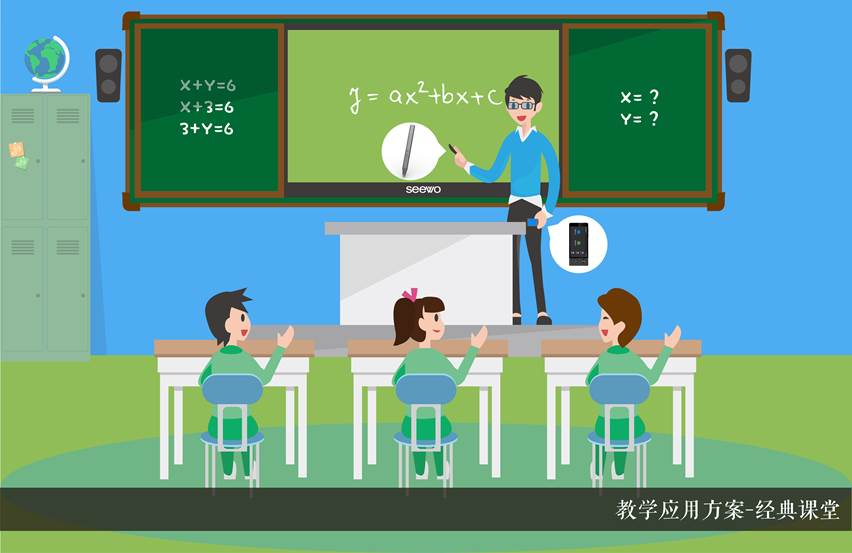 X+Y=6
X+3=6
3+Y=6
y = ax²+bx+c
X= ?
Y= ?
seewo
教学应用方案-经典课堂